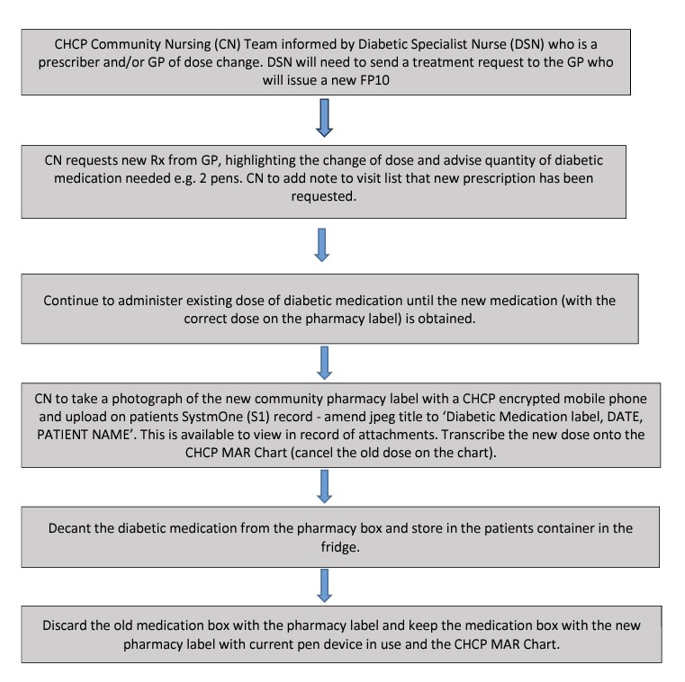 CHCP Community Nursing (CN) Team informed by Diabetic Specialist Nurse (DSN) who is a
prescriber and/or GP of dose change. DSN will need to send a treatment request to the GP who
will issue a new FP10
CN requests new Rx from GP, highlighting the change of dose and advise quantity of diabetic
medication needed e.g. 2 pens. CN to add note to visit list that new prescription has been
requested.
Continue to administer existing dose of diabetic medication until the new medication (with the
correct dose on the pharmacy label) is obtained.
CN to take a photograph of the new community pharmacy label with a CHCP encrypted mobile phone
and upload on patients SystmOne (S1) record - amend jpeg title to ‘Diabetic Medication label, DATE,
PATIENT NAME’. This is available to view in record of attachments. Transcribe the new dose onto the
CHCP MAR Chart (cancel the old dose on the chart).
Decant the diabetic medication from the pharmacy box and store in the patients container in the
fridge.
Discard the old medication box with the pharmacy label and keep the medication box with the new
pharmacy label with current pen device in use and the CHCP MAR Chart.